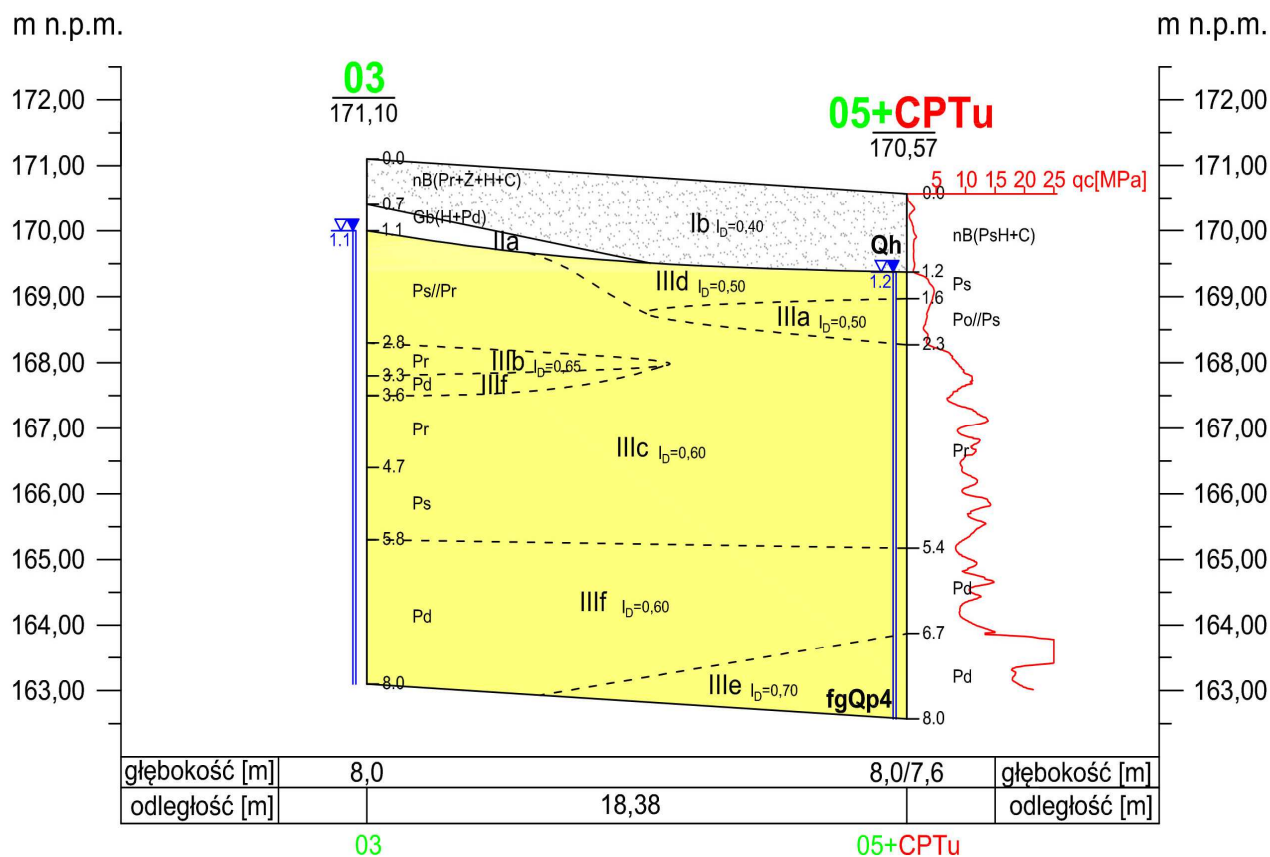 m n.p.m.
m n.p.m.
03
171,10
05+CPTu
170,57
172,00
171,00
170,00
169,00
168,00
167,00
166,00
165,00
164,00
163,00
172,00
171,00
170,00
169,00
168,00
167,00
166,00
165,00
164,00
163,00
5 10 15 20 25 qc[MPa]
0.0
0.7
1.1
2.8
3.3
3.6
4.7
5.8
8.0
1.1
nB(Pr+Ż+H+C)
Gb(H+Pd)
Ps//Pr
Pr
Pd
Pr
Ps
Pd
Ib ID=0,40
IIa
IIId ID=0,50
IIIa ID=0,50
IIIb ID=0,65
IIIf
IIIc ID=0,60
IIIf ID=0,60
IIIe ID=0,70
Qh
1.2
fgQp4
0.0
1.2
1.6
2.3
5.4
6.7
8.0
nB(PsH+C)
Ps
Po//Ps
Pr
Pd
Pd
głębokość [m] 8,0 8,0/7,6 głębokość [m]
odległość [m] 18,38 odległość [m]
03 05+CPTu